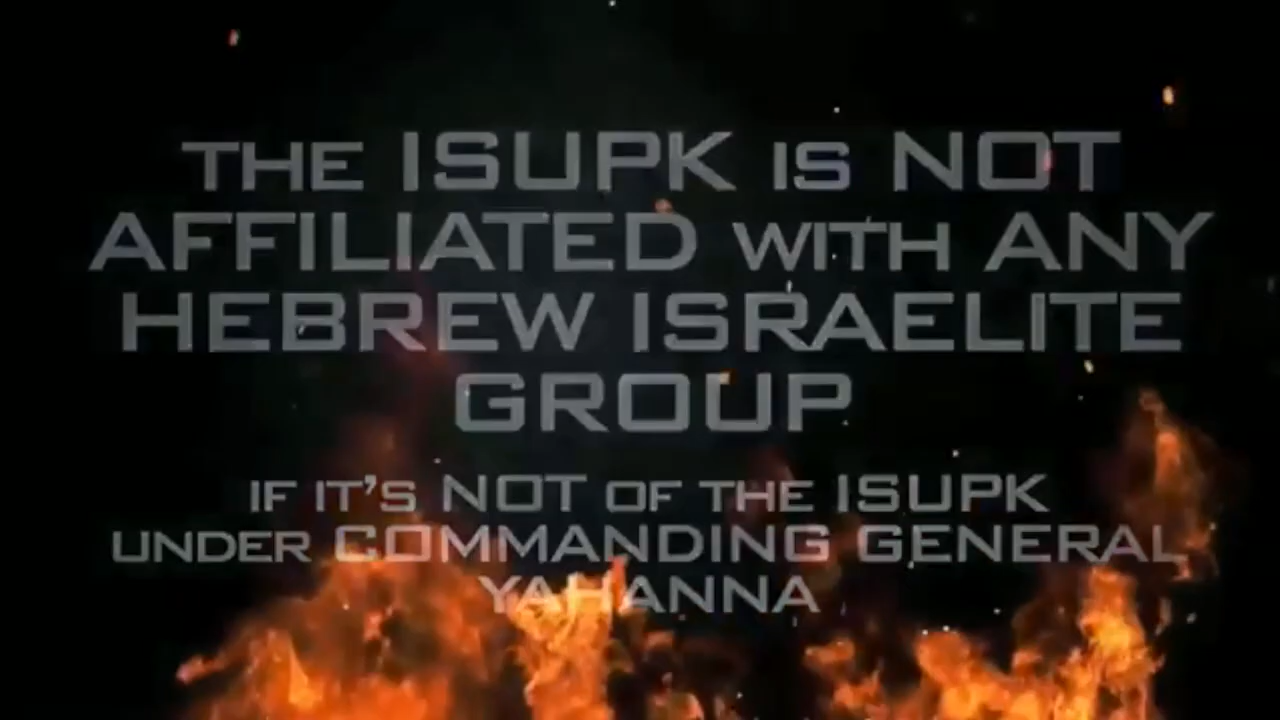 THE ISUPK IS NOT
AFFILIATED WITH ANY
HEBREW ISRAELITE
GROUP
IF IT'S NOT OF THE ISUPK
UNDER COMMANDING GENERAL
YAHANNA